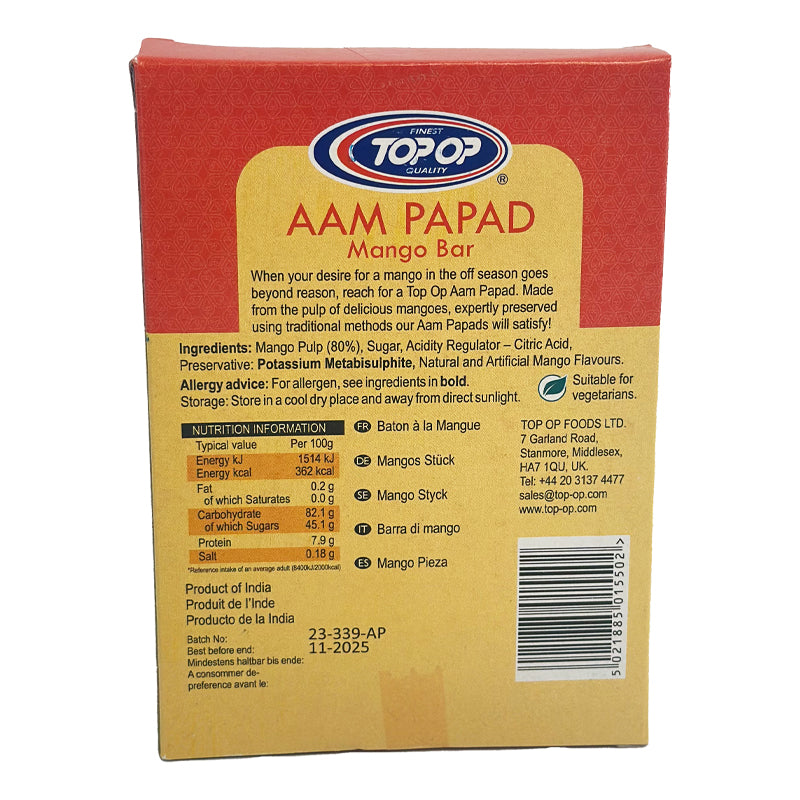 FINEST
TOP OP
QUALITY
®
AAM PAPAD
Mango Bar
When your desire for a mango in the off season goes
beyond reason, reach for a Top Op Aam Papad. Made
from the pulp of delicious mangoes, expertly preserved
using traditional methods our Aam Papads will satisfy!
Ingredients: Mango Pulp (80%), Sugar, Acidity Regulator – Citric Acid,
Preservative: Potassium Metabisulphite, Natural and Artificial Mango Flavours.
Allergy advice: For allergen, see ingredients in bold.
Storage: Store in a cool dry place and away from direct sunlight.
Suitable for
vegetarians.
NUTRITION INFORMATION
Typical value Per 100g
Energy kJ 1514 kJ
Energy kcal 362 kcal
Fat 0.2 g
of which Saturates 0.0 g
Carbohydrate 82.1 g
of which Sugars 45.1 g
Protein 7.9 g
Salt 0.18 g
*Reference intake of an average adult (8400kJ/2000kcal)
FR Baton à la Mangue
DE Mangos Stück
SE Mango Styck
IT Barra di mango
ES Mango Pieza
TOP OP FOODS LTD.
7 Garland Road,
Stanmore, Middlesex,
HA7 1QU, UK.
Tel: +44 20 3137 4477
sales@top-op.com
www.top-op.com
Product of India
Produit de l'Inde
Producto de la India
Batch No: 23-339-AP
Best before end: 11-2025
Mindestens haltbar bis ende:
A consommer de-
preference avant le:
5 021885 015502 >